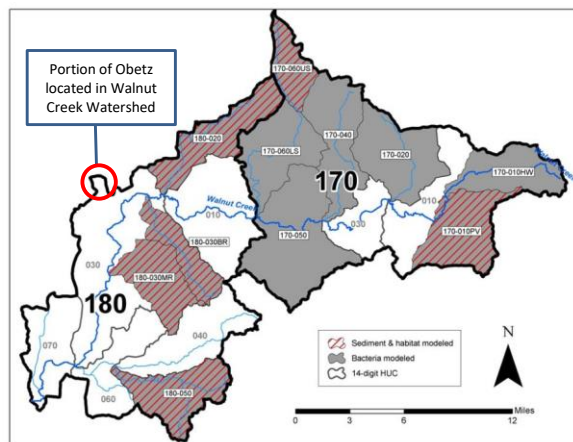 Portion of Obetz
located in Walnut
Creek Watershed
170-060US
180-020
170-060LS
170-040
170-020
170
170-010HW
Walnut Creek
010
010
030
170-050
170-010PV
180-030BR
030
180-030MR
180
040
070
060
180-050
N
Sediment & habitat modeled
Bacteria modeled
14-digit HUC
Miles
0
3
6
12